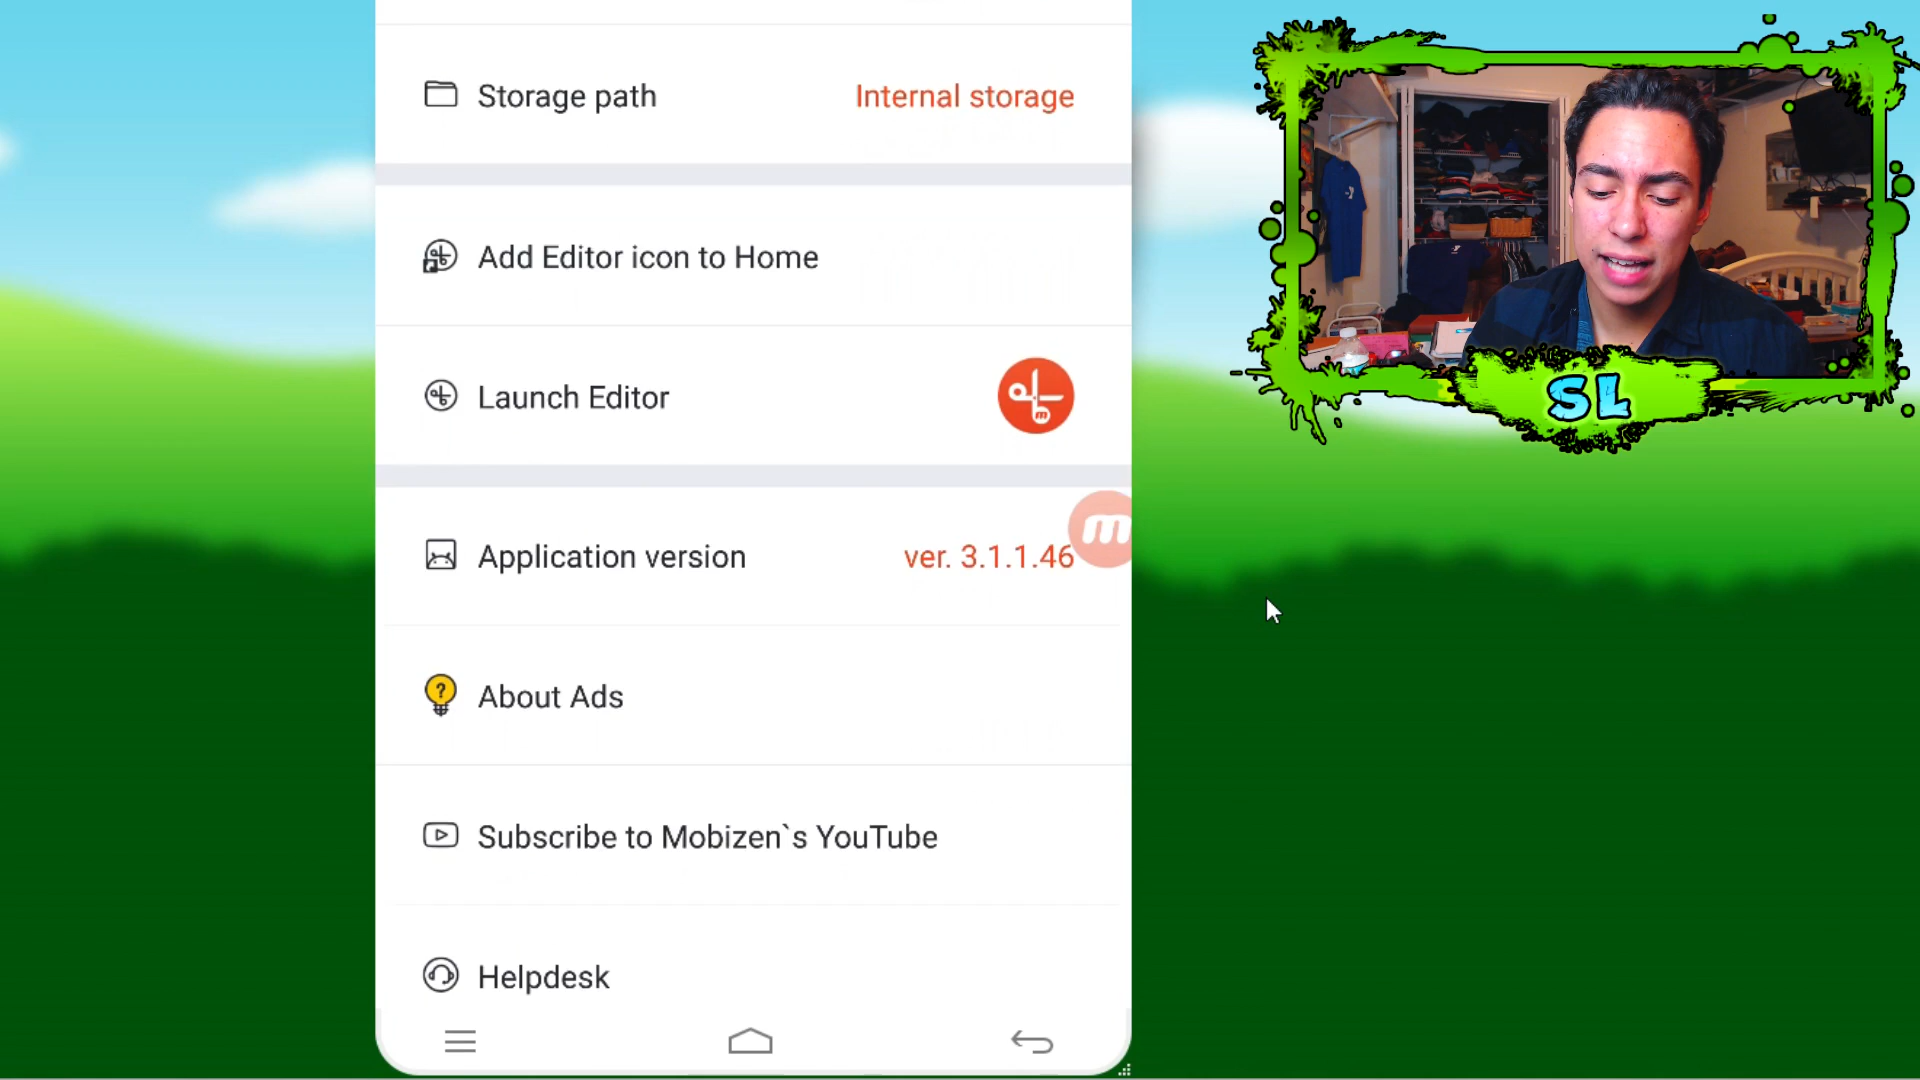 Storage path Internal storage
Add Editor icon to Home
Launch Editor
m
Application version ver. 3.1.1.46
m
About Ads
Subscribe to Mobizen`s YouTube
Helpdesk
SL